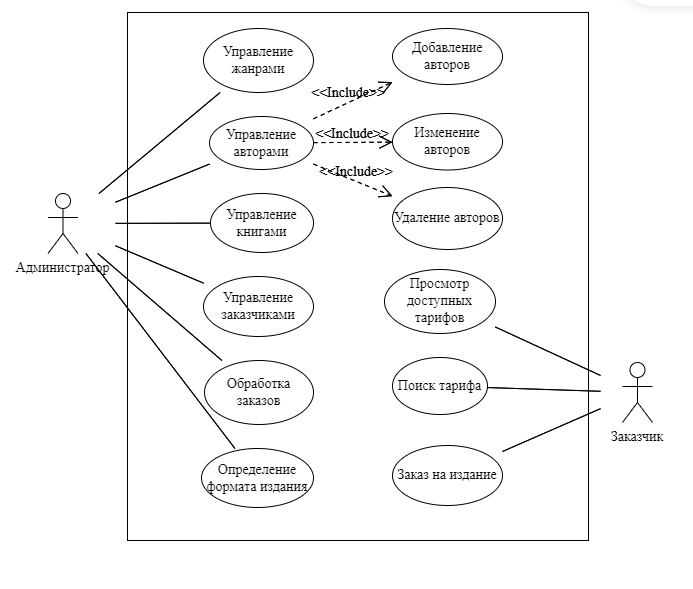 Управление
жанрами
Добавление
авторов
<<Include>>
Управление
авторами
<<Include>>
Изменение
авторов
<<Include>>
Управление
книгами
Удаление авторов
Администратор
Управление
заказчиками
Просмотр
доступных
тарифов
Обработка
заказов
Поиск тарифа
Заказчик
Определение
формата издания
Заказ на издание